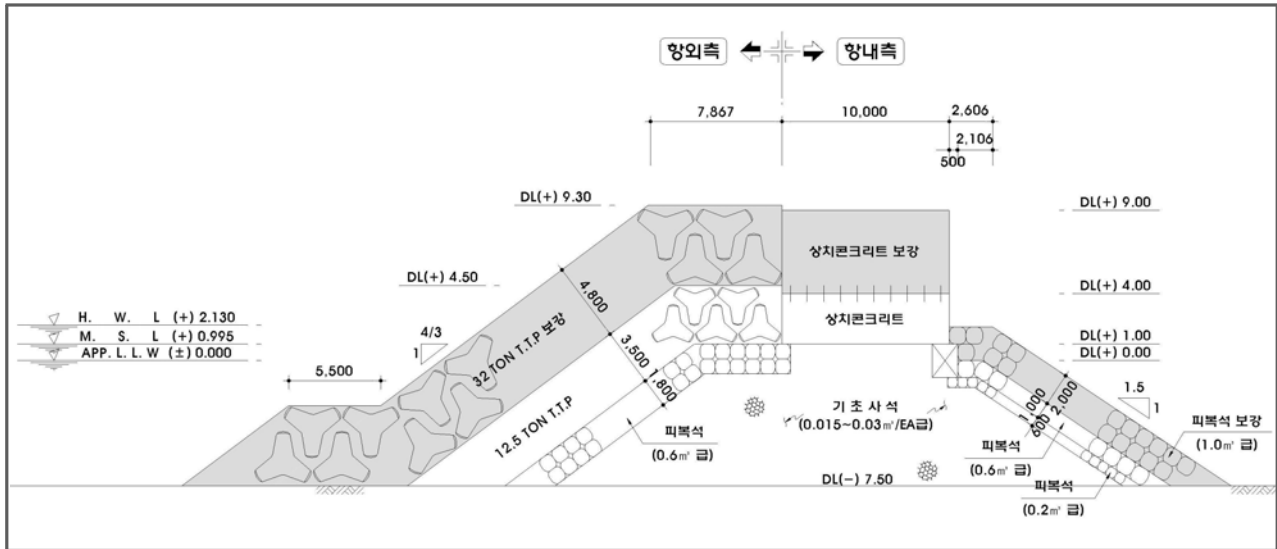 항외측
항내측
7,867
10,000
2,606
2,106
500
DL(+) 9.30
DL(+) 9.00
상치콘크리트 보강
DL(+) 4.50
DL(+) 4.00
4,800
상치콘크리트
H. W. L (+) 2.130
M. S. L (+) 0.995
APP. L. L. W (±) 0.000
4/3
1
DL(+) 1.00
DL(+) 0.00
32 TON T.T.P 보강
3,500
1,800
5,500
12.5 TON T.T.P
1,000
2,000
600
1.5
1
기초사석
(0.015~0.03㎥/EA급)
피복석
(0.6㎥ 급)
피복석
(0.6㎥ 급)
피복석 보강
(1.0㎥ 급)
DL(-) 7.50
피복석
(0.2㎥ 급)